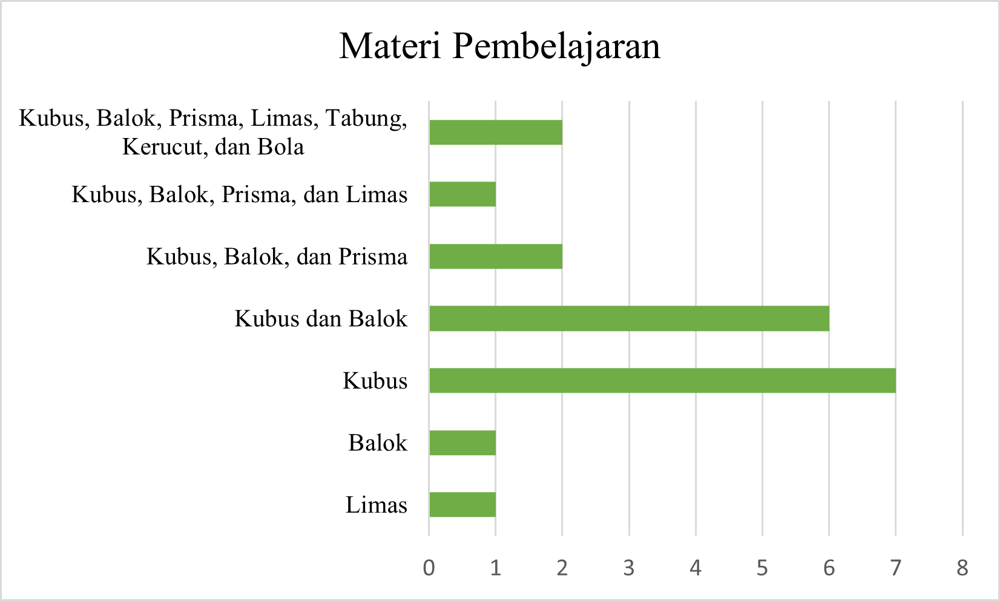 Materi Pembelajaran
Kubus, Balok, Prisma, Limas, Tabung,
Kerucut, dan Bola
Kubus, Balok, Prisma, dan Limas
Kubus, Balok, dan Prisma
Kubus dan Balok
Kubus
Balok
Limas
0 1 2 3 4 5 6 7 8